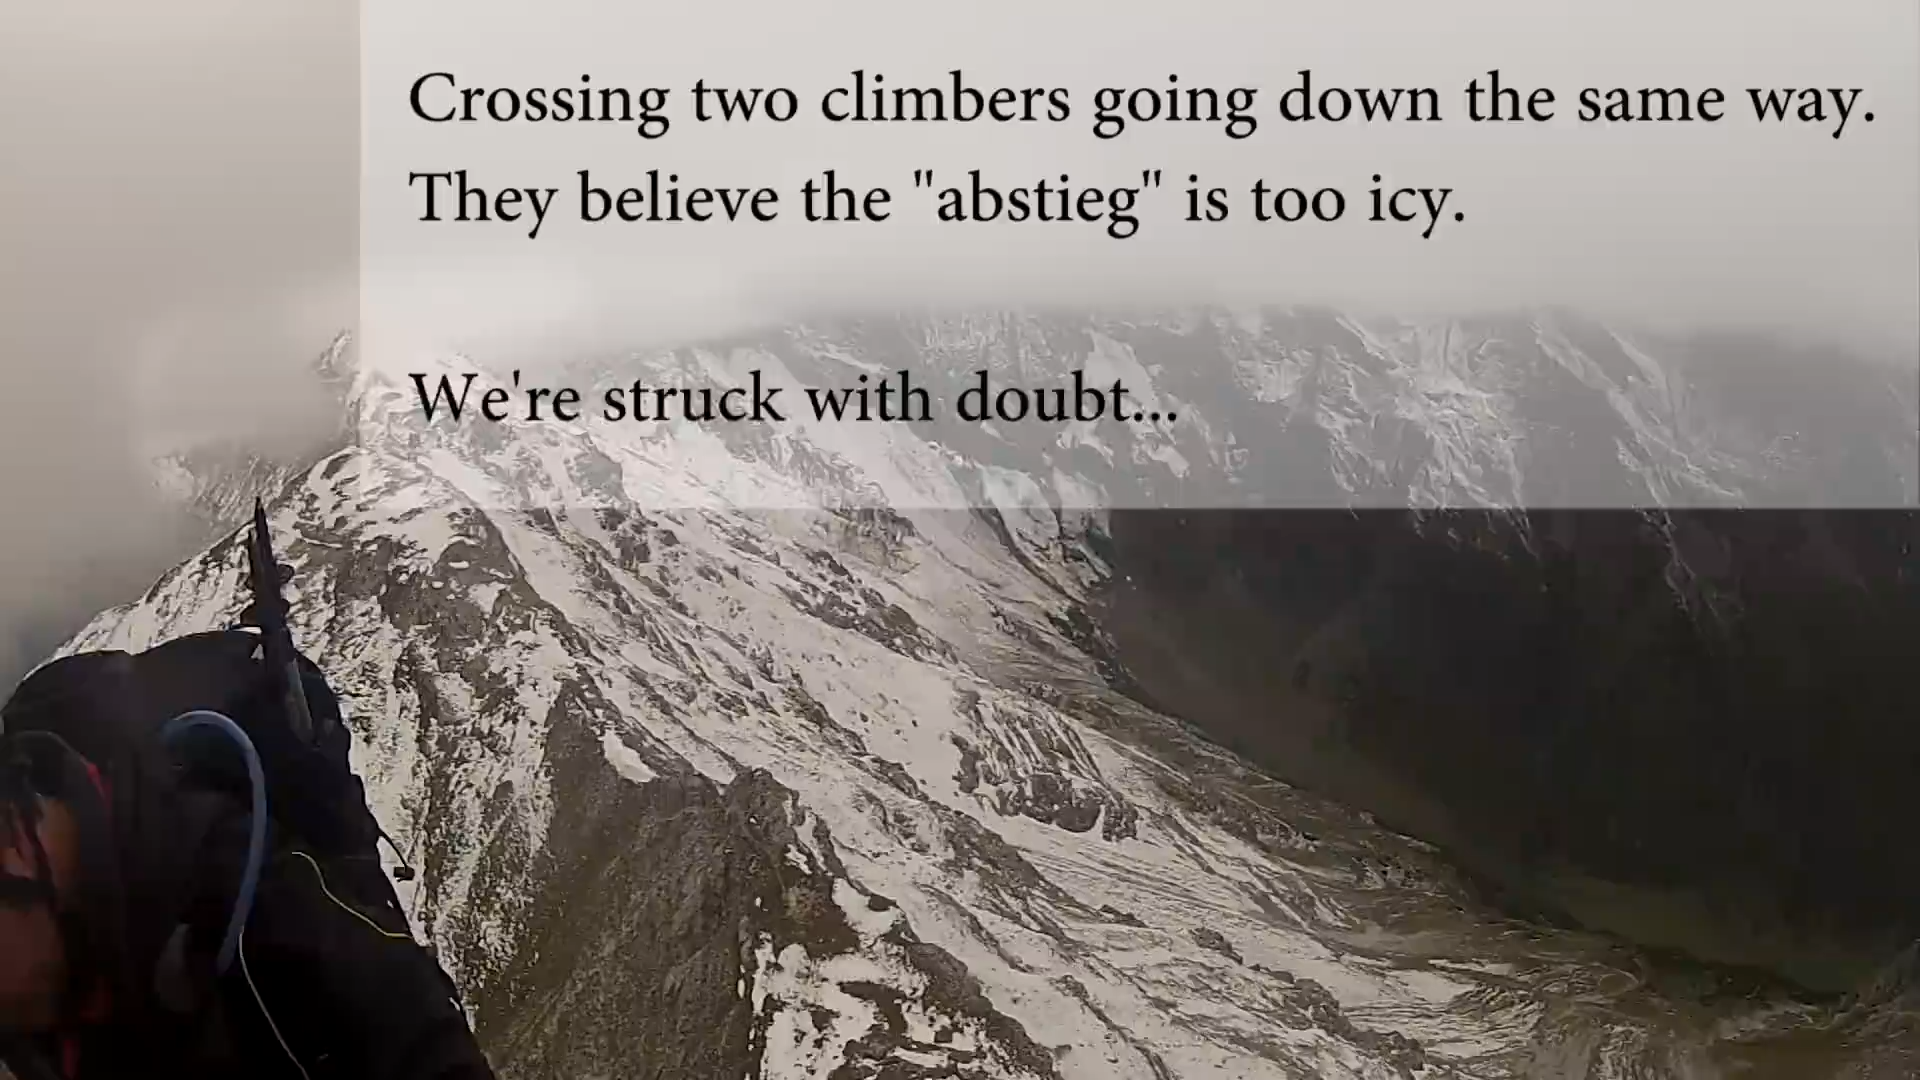 Crossing two climbers going down the same way.
They believe the "abstieg" is too icy.
We're struck with doubt...